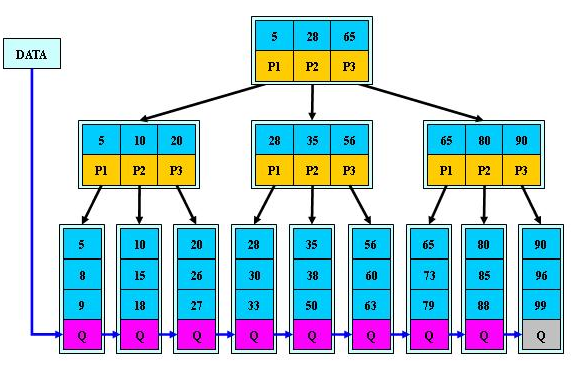 5 28 65
DATA
P1 P2 P3
5 10 20 28 35 56 65 80 90
P1 P2 P3 P1 P2 P3 P1 P2 P3
5 10 20 28 35 56 65 80 90
8 15 26 30 38 60 73 85 96
9 18 27 33 50 63 79 88 99
Q Q Q Q Q Q Q Q Q